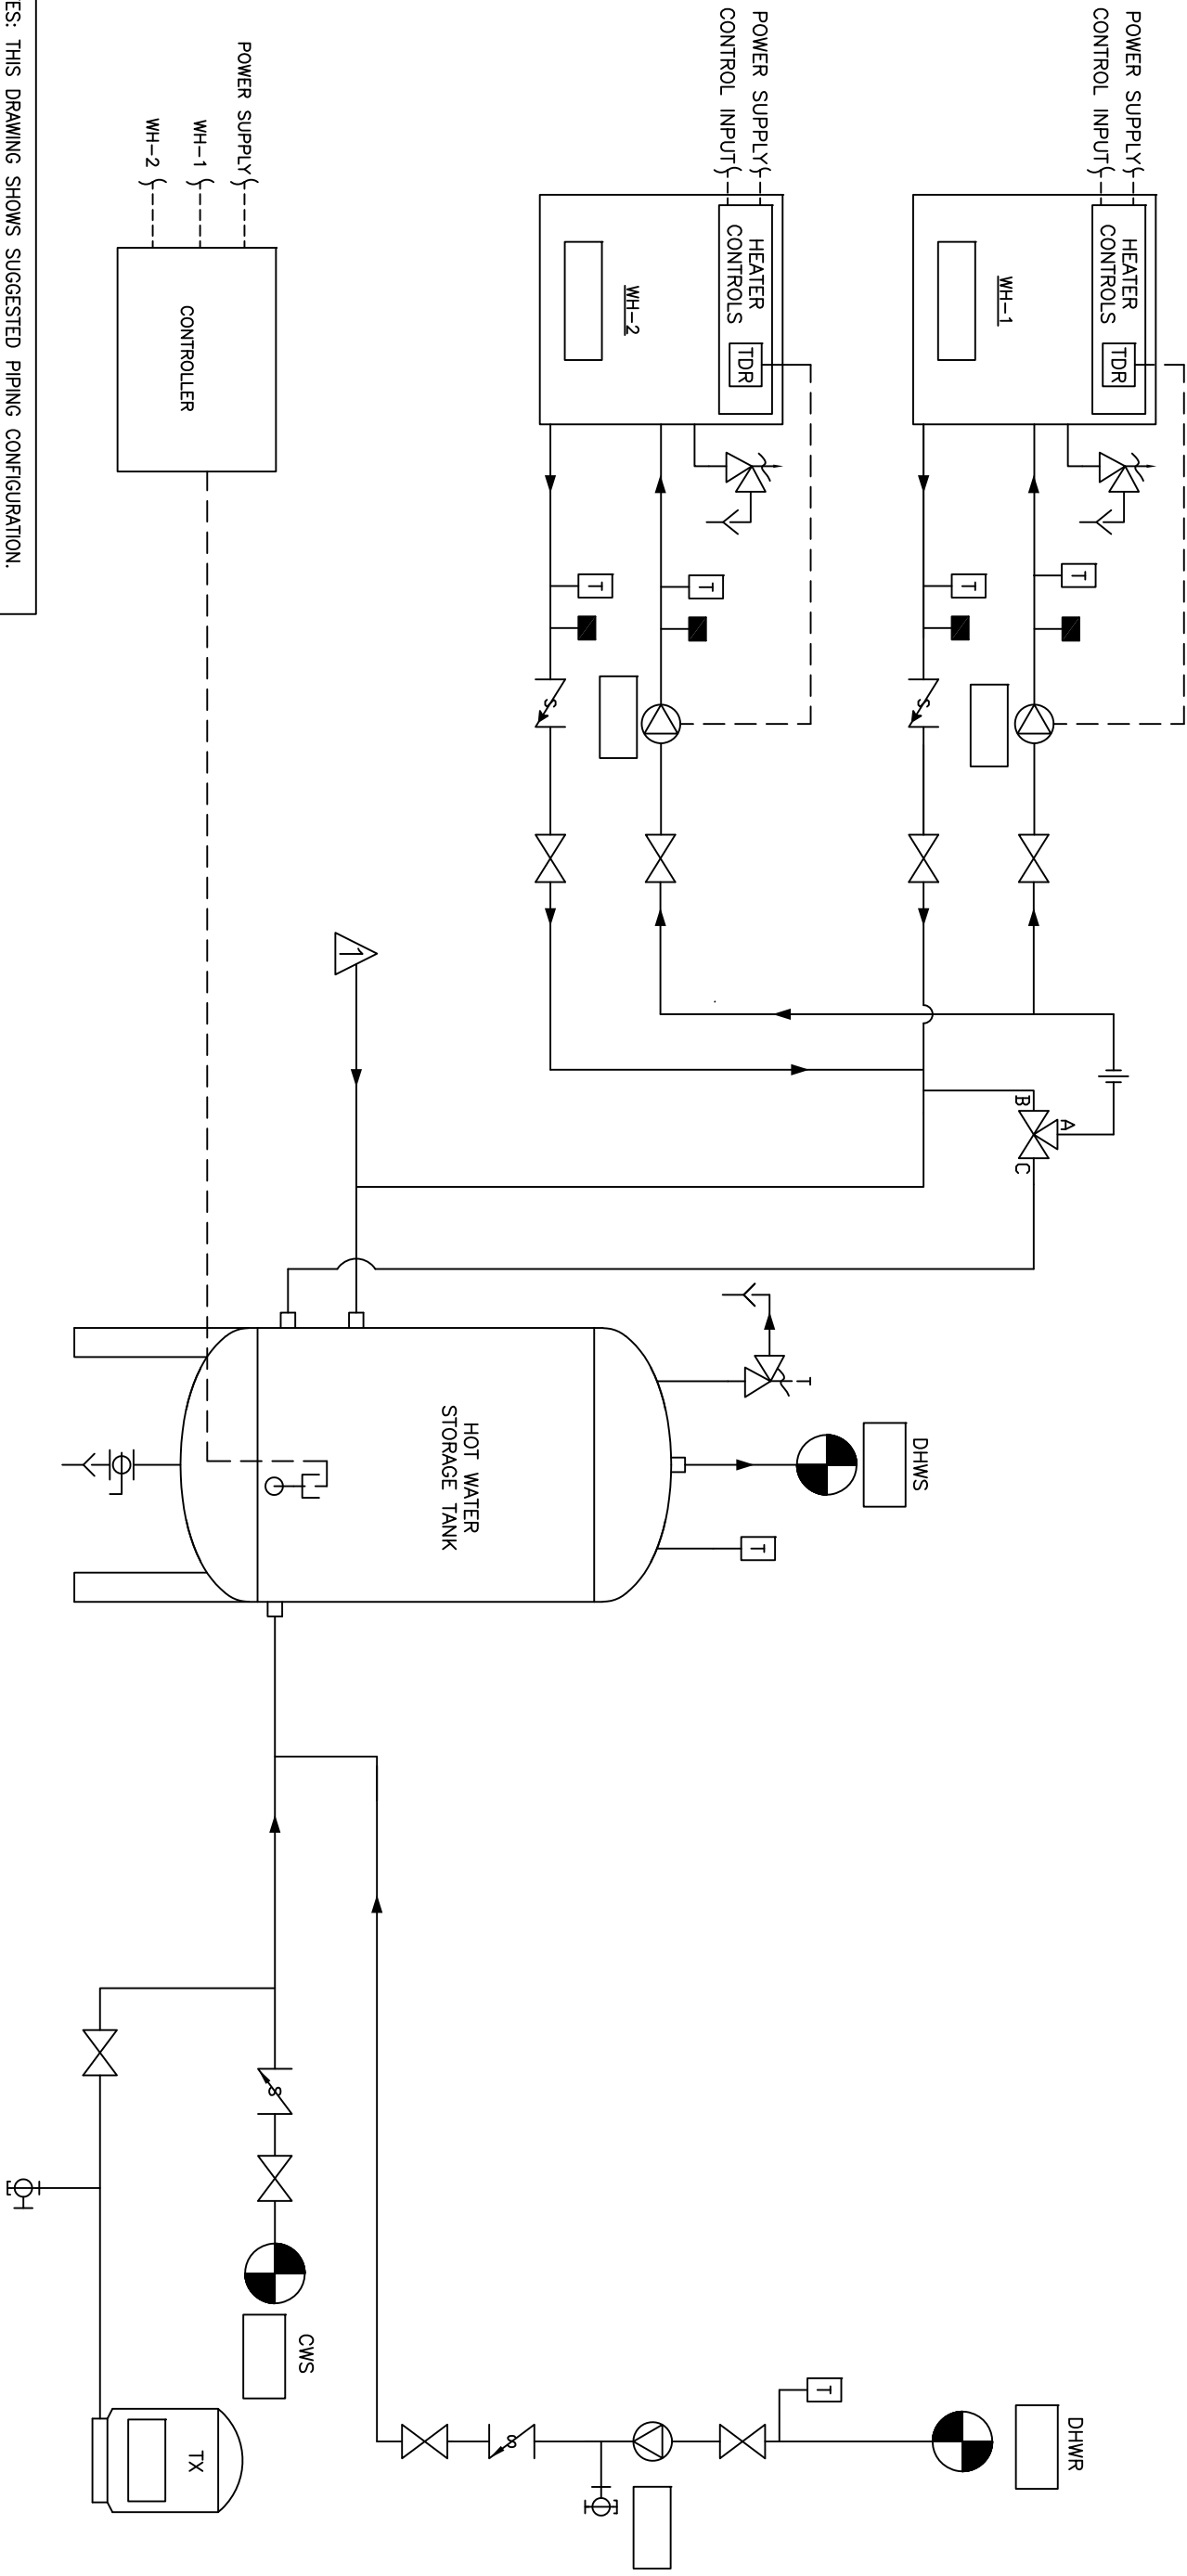 POWER SUPPLY
CONTROL INPUT
HEATER
CONTROLS
TDR
WH-1
T
T
S
POWER SUPPLY
CONTROL INPUT
HEATER
CONTROLS
TDR
WH-2
T
T
S
A
B
C
1
POWER SUPPLY
WH-1
WH-2
CONTROLLER
T
DHWS
T
HOT WATER
STORAGE TANK
DHWR
T
S
CWS
S
TX
THIS DRAWING SHOWS SUGGESTED PIPING CONFIGURATION.